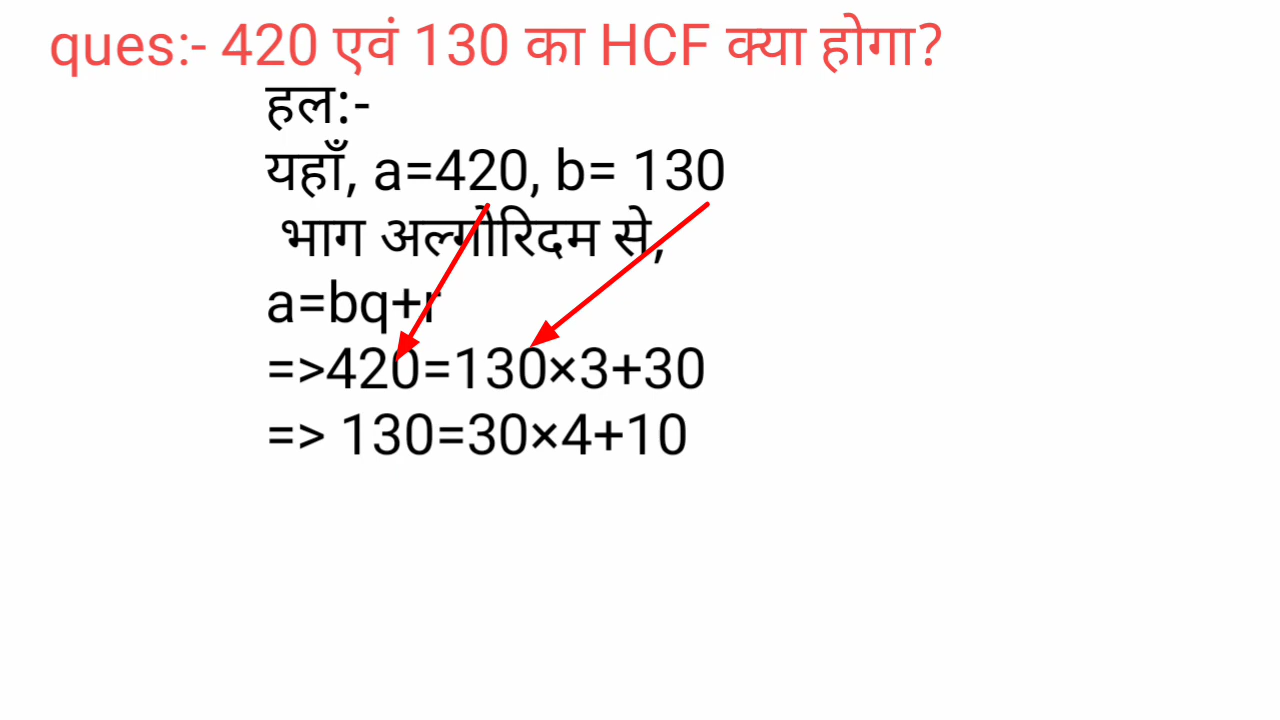 ques:- 420 एवं 130 का HCF क्या होगा?
हल:-
यहाँ, a=420, b= 130
भाग अल्गोरिदम से,
a=bq+r
=>420=130×3+30
=> 130=30×4+10